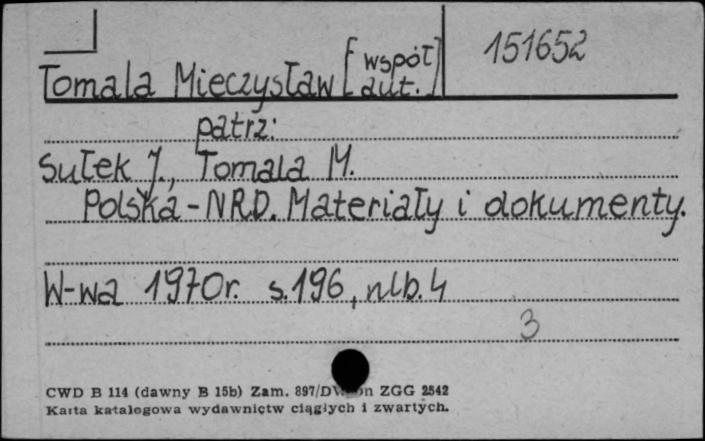 151652
Tomala Mieczysław [współ
aut.]
patrz:
Sułek J., Tomala M.
Polska-NRD. Materiały i dokumenty.
W-wa 1970r. s.196, nlb.4
3
CWD B 114 (dawny B 15b) Zam. 897/ ZGG 2542
Karta katalogowa wydawnictw ciągłych i zwartych.